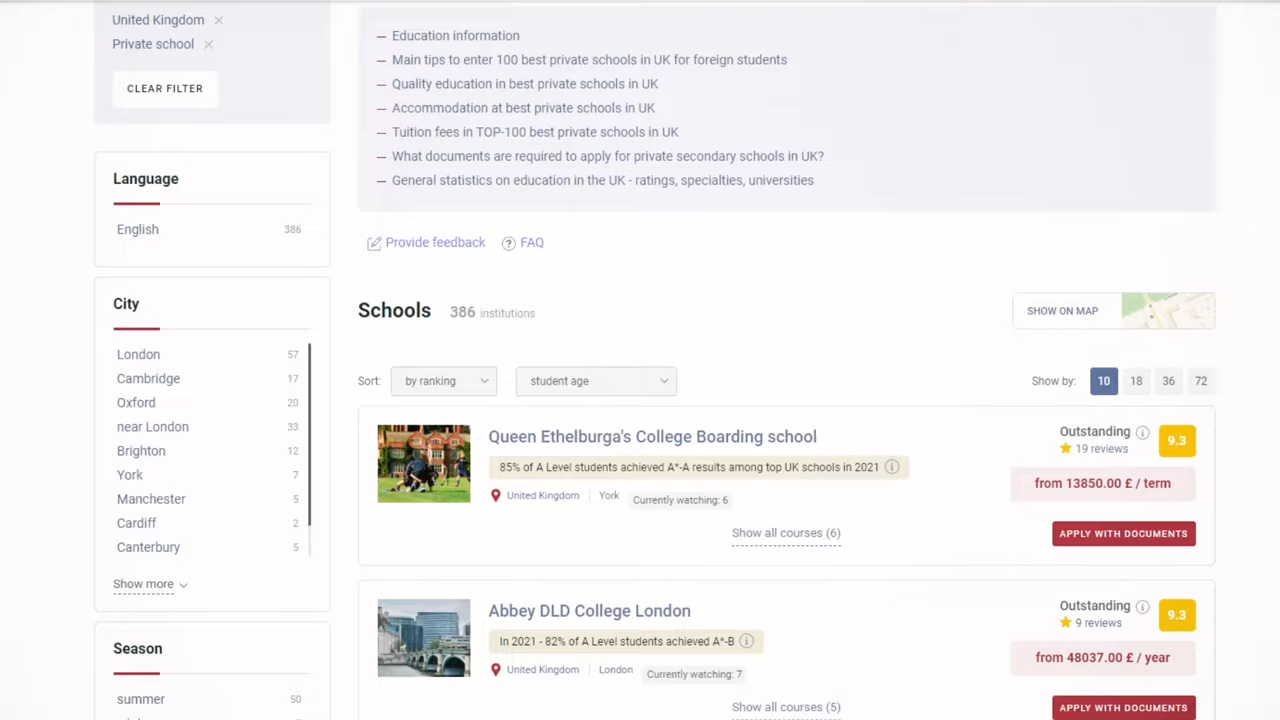 United Kingdom
Private school
CLEAR FILTER
Language
English 386
City
London 57
Cambridge 17
Oxford 20
near London 33
Brighton 12
York 7
Manchester 5
Cardiff 2
Canterbury 5
Show more
Season
summer 50
— Education information
— Main tips to enter 100 best private schools in UK for foreign students
— Quality education in best private schools in UK
— Accommodation at best private schools in UK
— Tuition fees in TOP-100 best private schools in UK
— What documents are required to apply for private secondary schools in UK?
— General statistics on education in the UK - ratings, specialties, universities
Provide feedback ? FAQ
Schools 386 institutions
SHOW ON MAP
Sort: by ranking student age
Show by: 10 18 36 72
Queen Ethelburga's College Boarding school
85% of A Level students achieved A*-A results among top UK schools in 2021
United Kingdom York Currently watching: 6
Show all courses (6)
Outstanding 9.3
19 reviews
from 13850.00 £ / term
APPLY WITH DOCUMENTS
Abbey DLD College London
In 2021 - 82% of A Level students achieved A*-B
United Kingdom London Currently watching: 7
Show all courses (5)
Outstanding 9.3
9 reviews
from 48037.00 £ / year
APPLY WITH DOCUMENTS